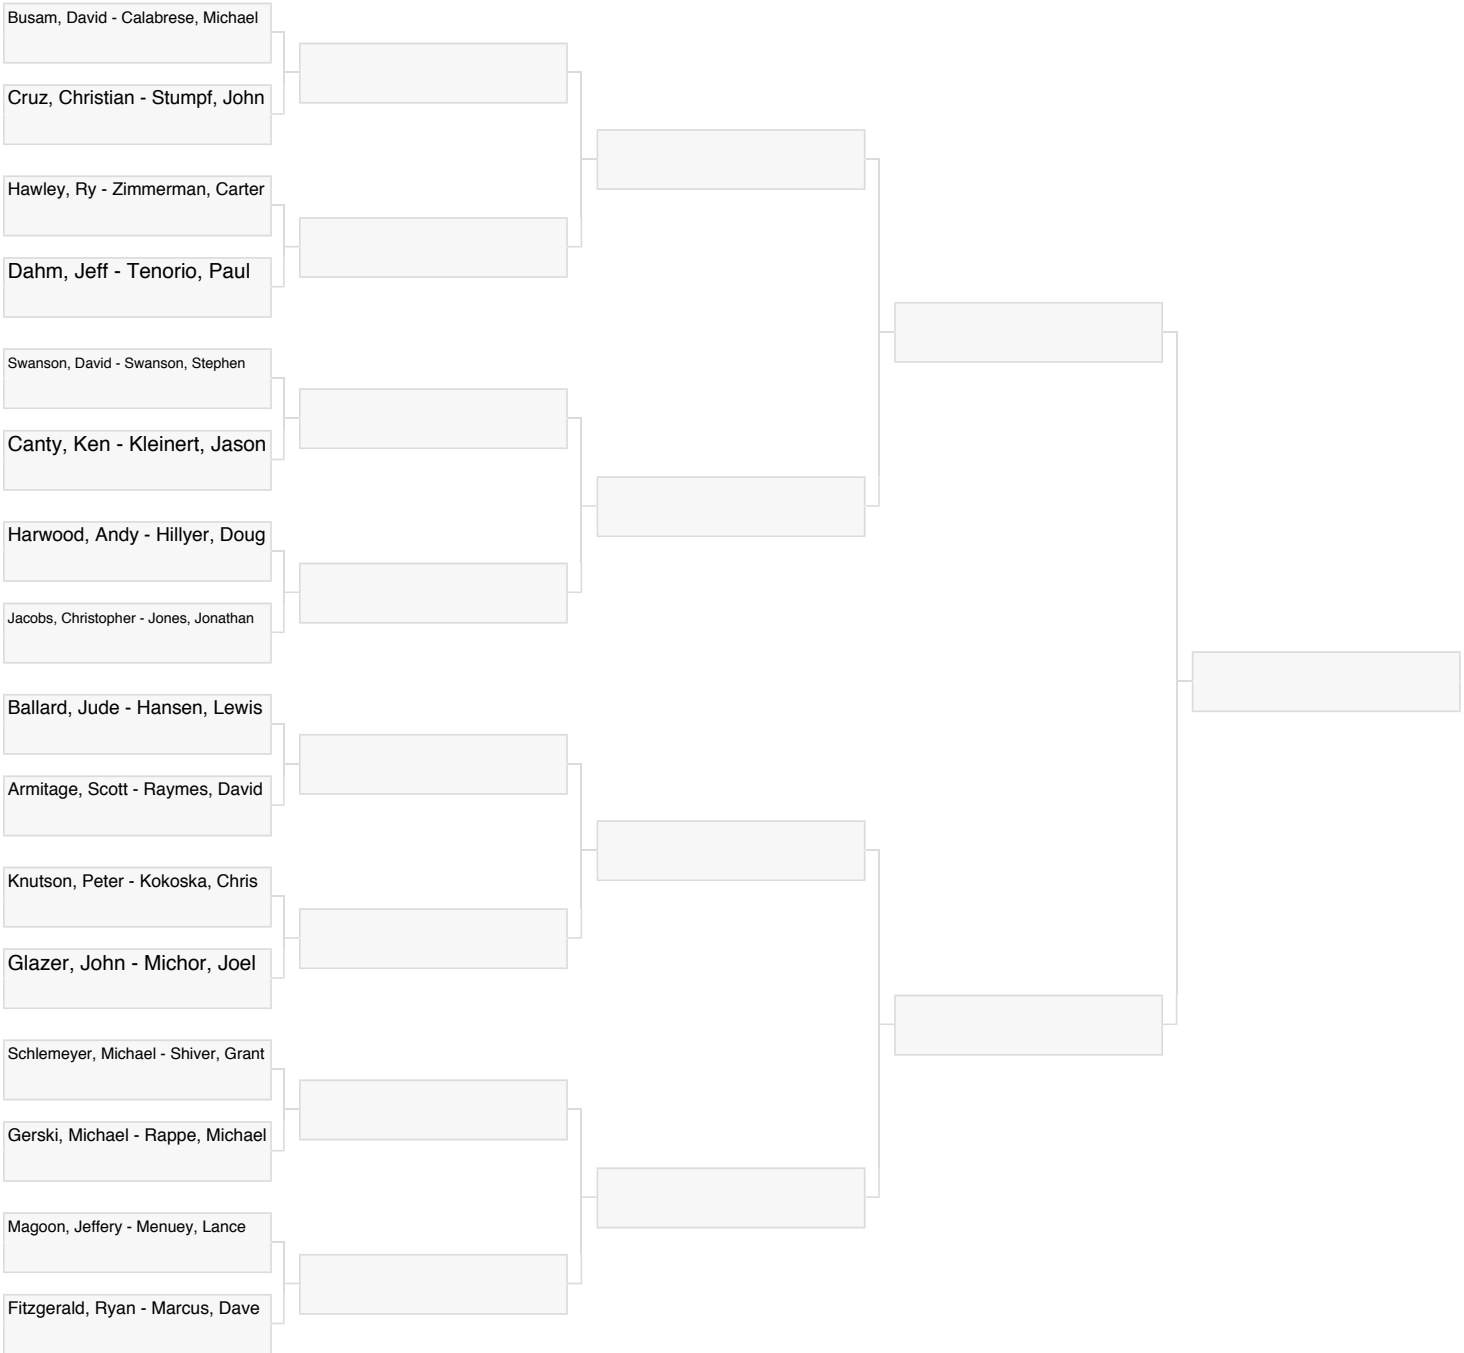 Busam, David - Calabrese, Michael
Cruz, Christian - Stumpf, John
Hawley, Ry - Zimmerman, Carter
Dahm, Jeff - Tenorio, Paul
Swanson, David - Swanson, Stephen
Canty, Ken - Kleinert, Jason
Harwood, Andy - Hillyer, Doug
Jacobs, Christopher - Jones, Jonathan
Ballard, Jude - Hansen, Lewis
Armitage, Scott - Raymes, David
Knutson, Peter - Kokoska, Chris
Glazer, John - Michor, Joel
Schlemeyer, Michael - Shiver, Grant
Gerski, Michael - Rappe, Michael
Magoon, Jeffery - Menuey, Lance
Fitzgerald, Ryan - Marcus, Dave